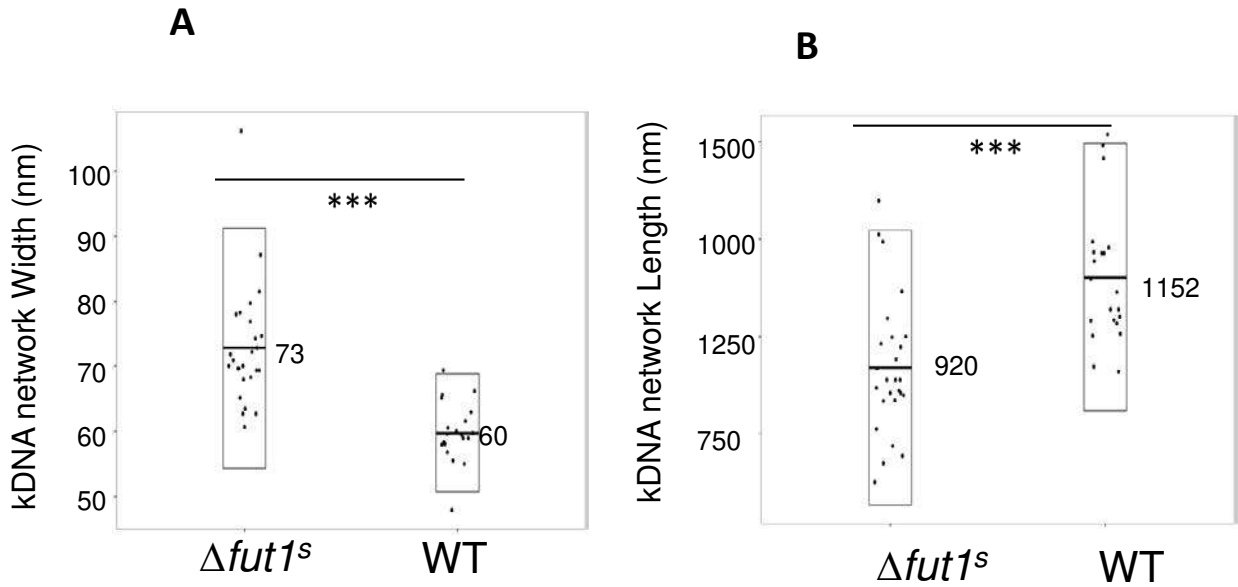 A
kDNA network Width (nm)
100
90
80
70
60
50
***
73
60
Δfut1ˢ
WT
B
kDNA network Length (nm)
1500
1000
1250
750
***
920
1152
Δfut1ˢ
WT